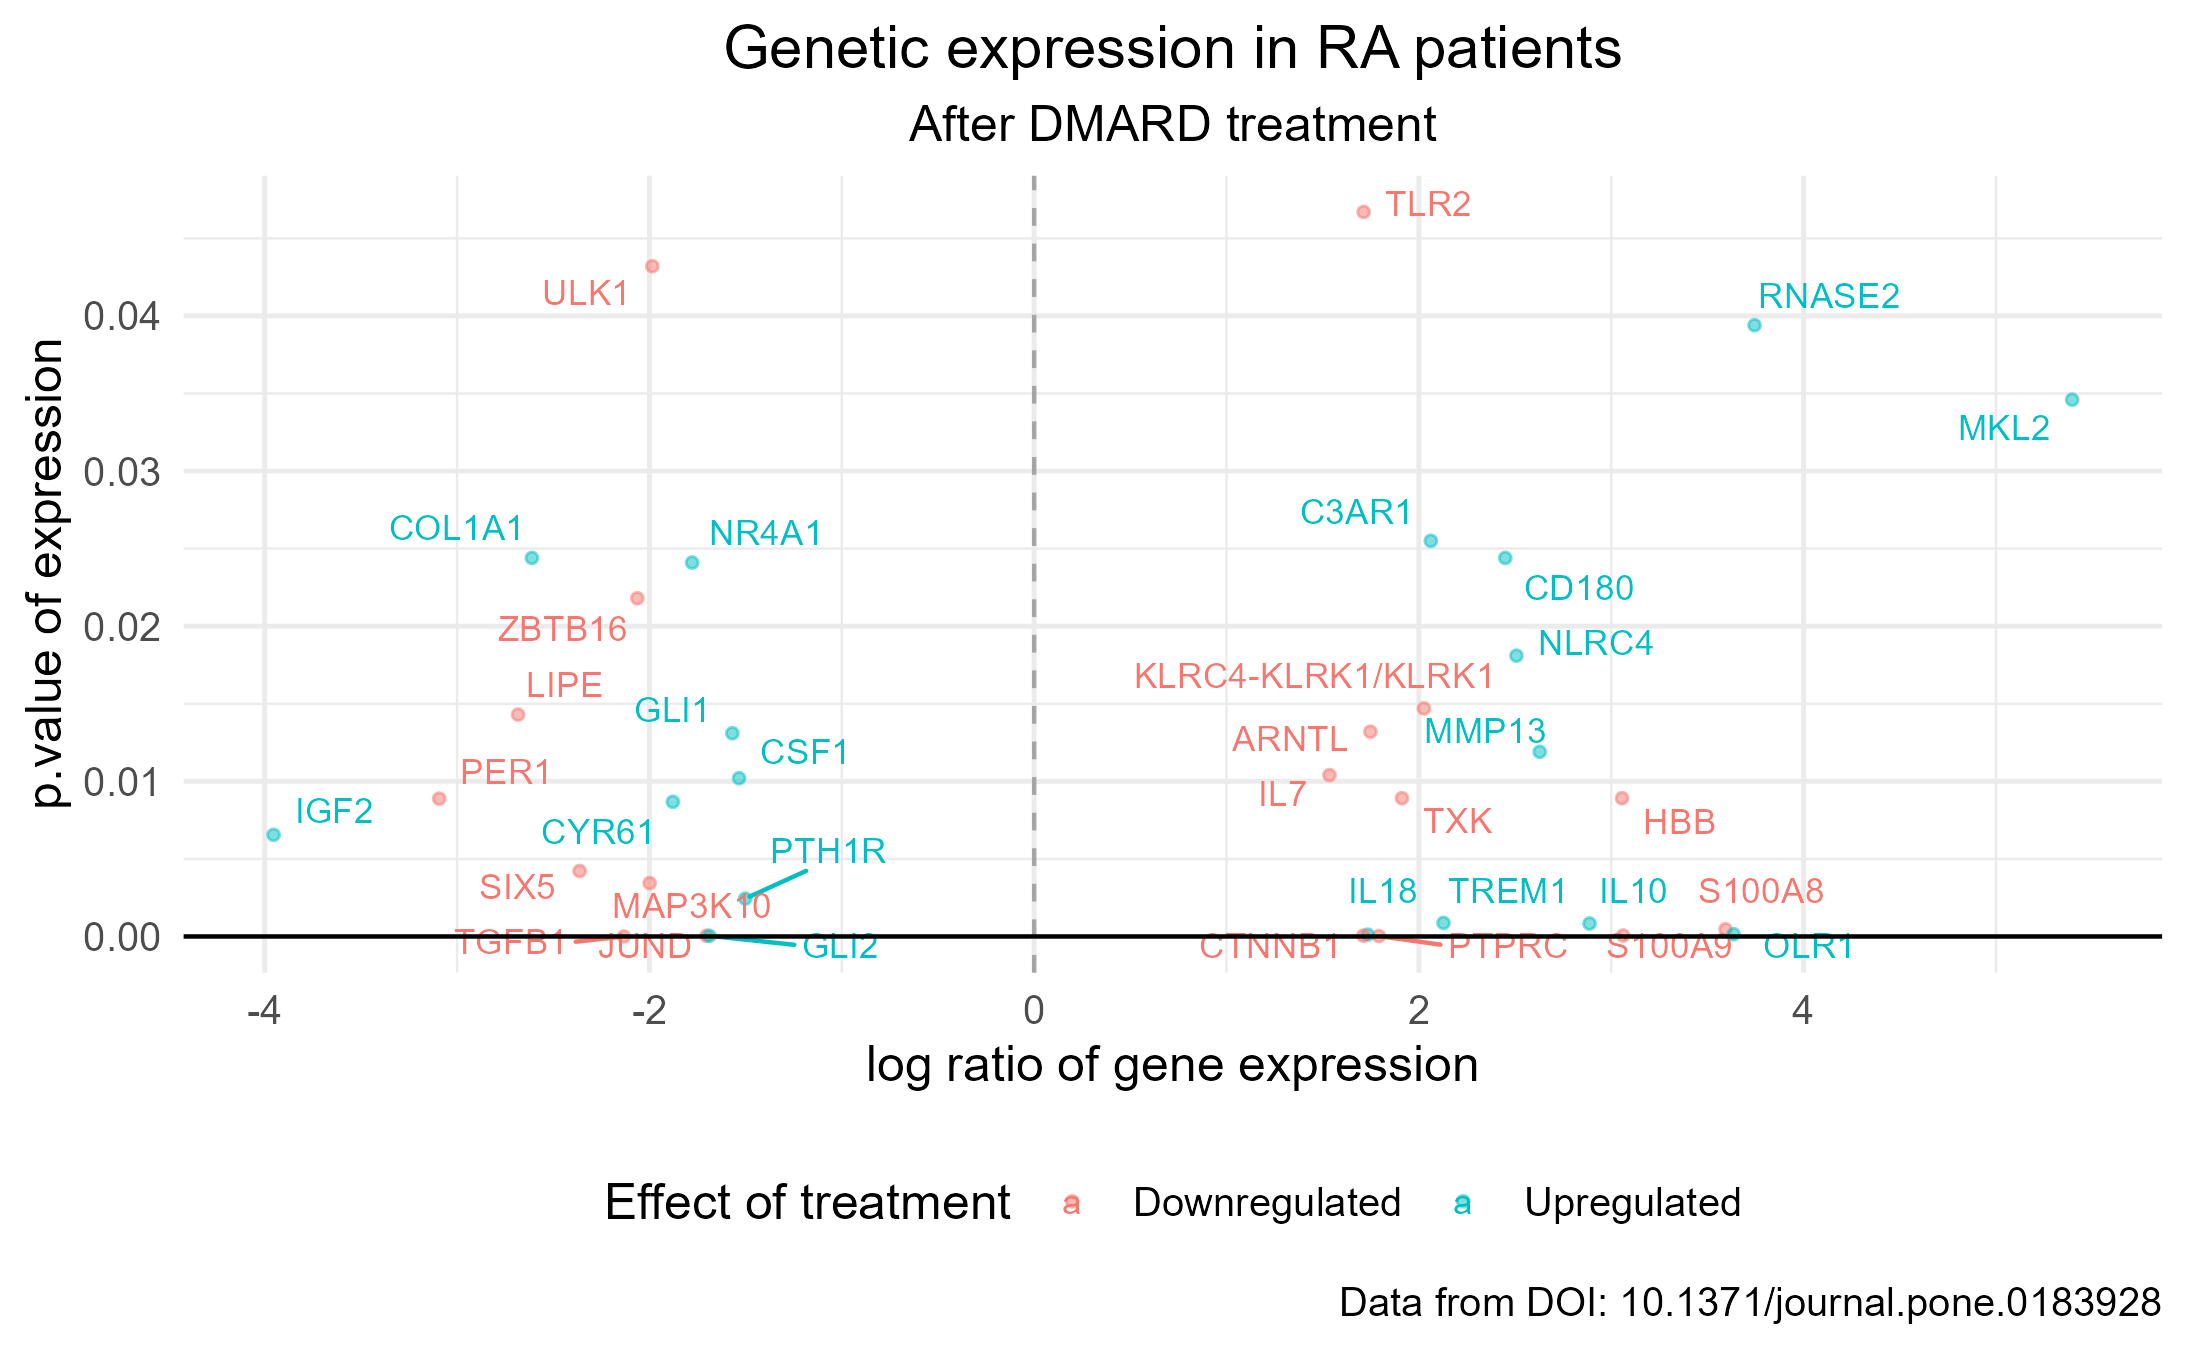 Genetic expression in RA patients
After DMARD treatment
p.value of expression
0.04
0.03
0.02
0.01
0.00
TLR2
ULK1
RNASE2
MKL2
C3AR1
COL1A1
NR4A1
CD180
ZBTB16
NLRC4
KLRC4-KLRK1/KLRK1
LIPE
GLI1
MMP13
ARNTL
CSF1
PER1
IL7
IGF2
TXK
HBB
CYR61
PTH1R
SIX5
IL18
TREM1
IL10
S100A8
MAP3K10
TGFB1
JUND
GLI2
CTNNB1
PTPRC
S100A9
OLR1
-4
-2
0
2
4
log ratio of gene expression
Effect of treatment
a
Downregulated
a
Upregulated
Data from DOI: 10.1371/journal.pone.0183928